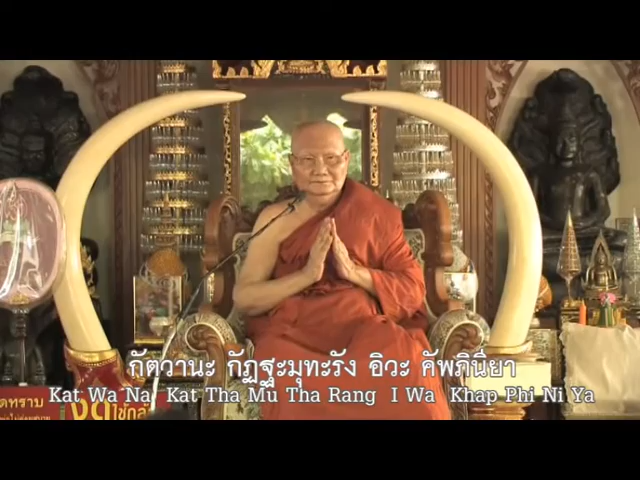 กัตวานะ กัฏฐะมุทะรัง อิวะ คัพภินียา
Kat Wa Na Kat Tha Mu Tha Rang I Wa Khap Phi Ni Ya